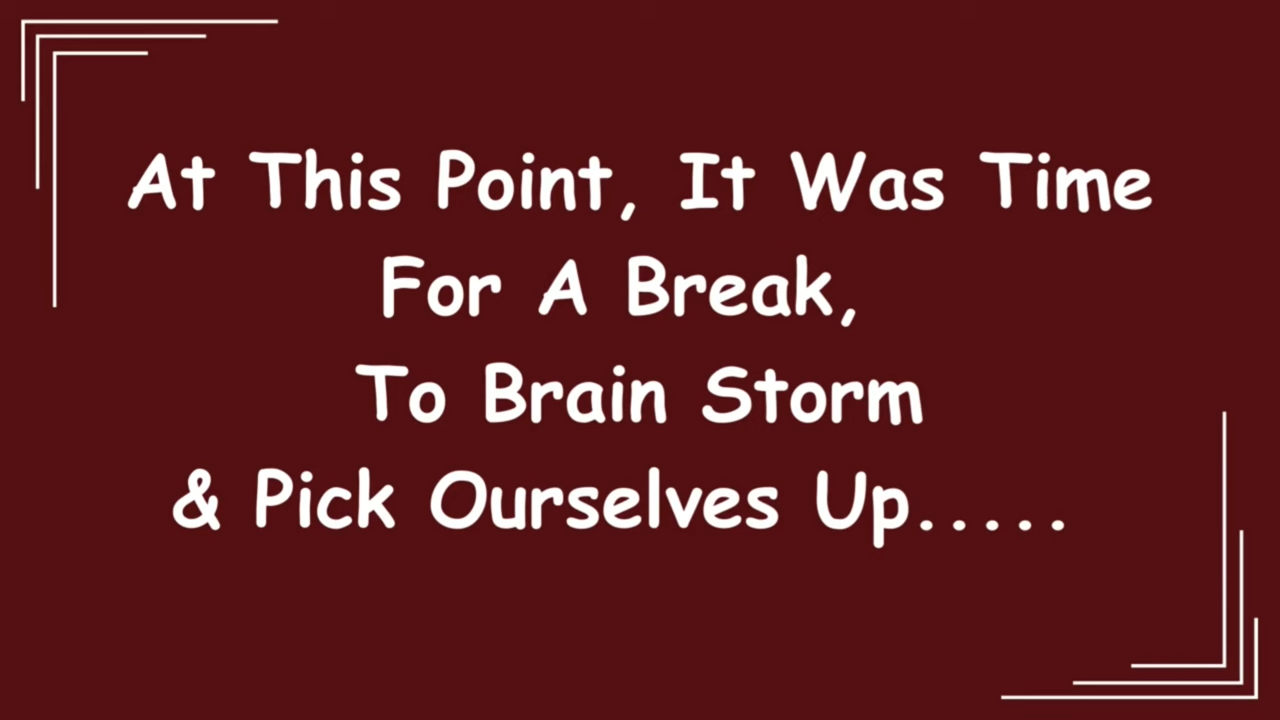 At This Point, It Was Time
For A Break,
To Brain Storm
& Pick Ourselves Up.....